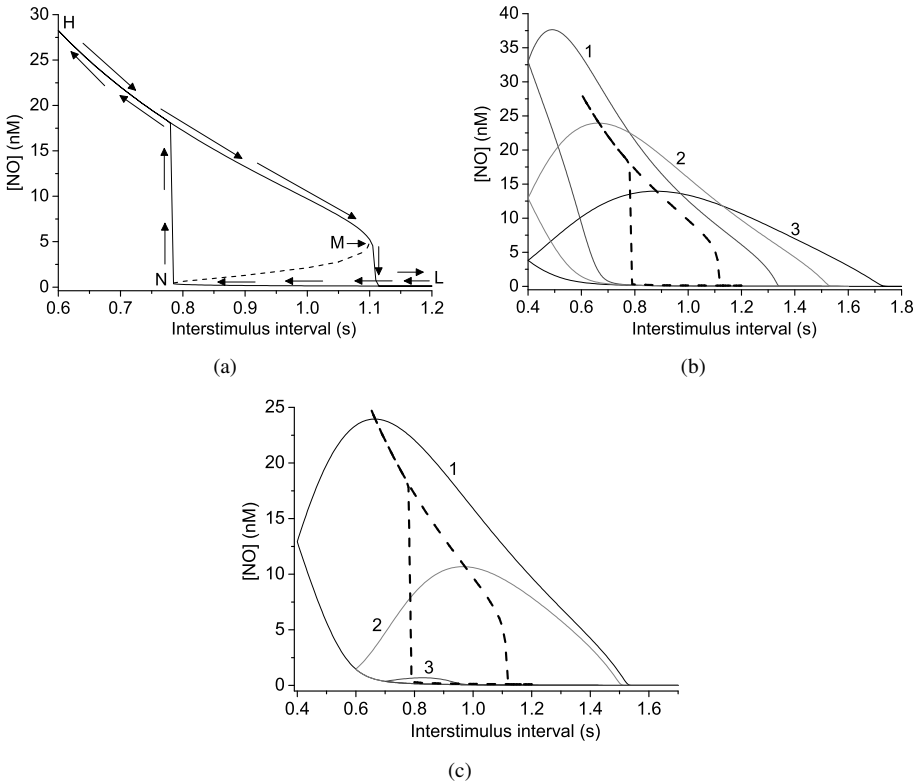 30
25
20
15
10
5
0
[NO] (nM)
H
M
N
L
0.6 0.7 0.8 0.9 1.0 1.1 1.2
Interstimulus interval (s)
(a)
40
35
30
25
20
15
10
5
0
[NO] (nM)
1
2
3
0.4 0.6 0.8 1.0 1.2 1.4 1.6 1.8
Interstimulus interval (s)
(b)
25
20
15
10
5
0
[NO] (nM)
1
2
3
0.4 0.6 0.8 1.0 1.2 1.4 1.6
Interstimulus interval (s)
(c)